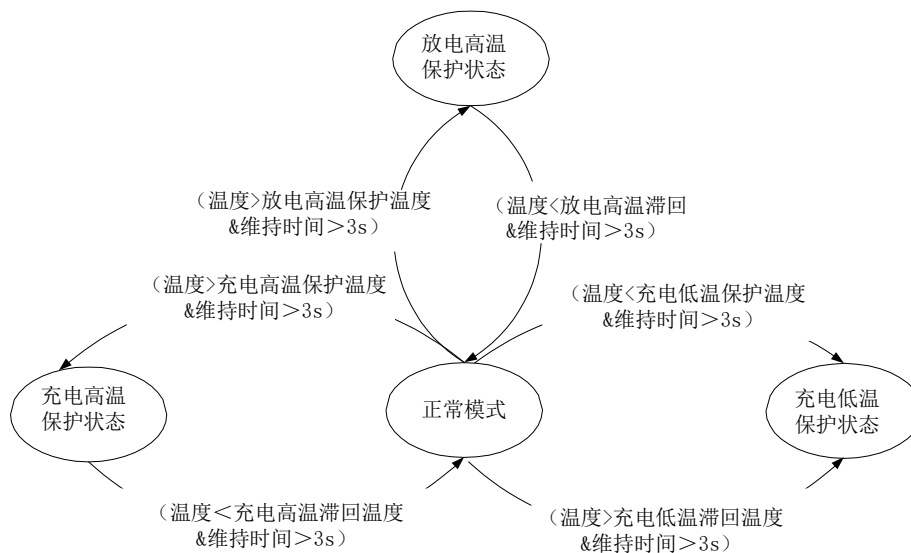 放电高温
保护状态
（温度>放电高温保护温度
&维持时间＞3s）
（温度<放电高温滞回
&维持时间＞3s）
（温度>充电高温保护温度
&维持时间＞3s）
（温度<充电低温保护温度
&维持时间＞3s）
充电高温
保护状态
正常模式
充电低温
保护状态
（温度＜充电高温滞回温度
&维持时间＞3s）
（温度>充电低温滞回温度
&维持时间＞3s）